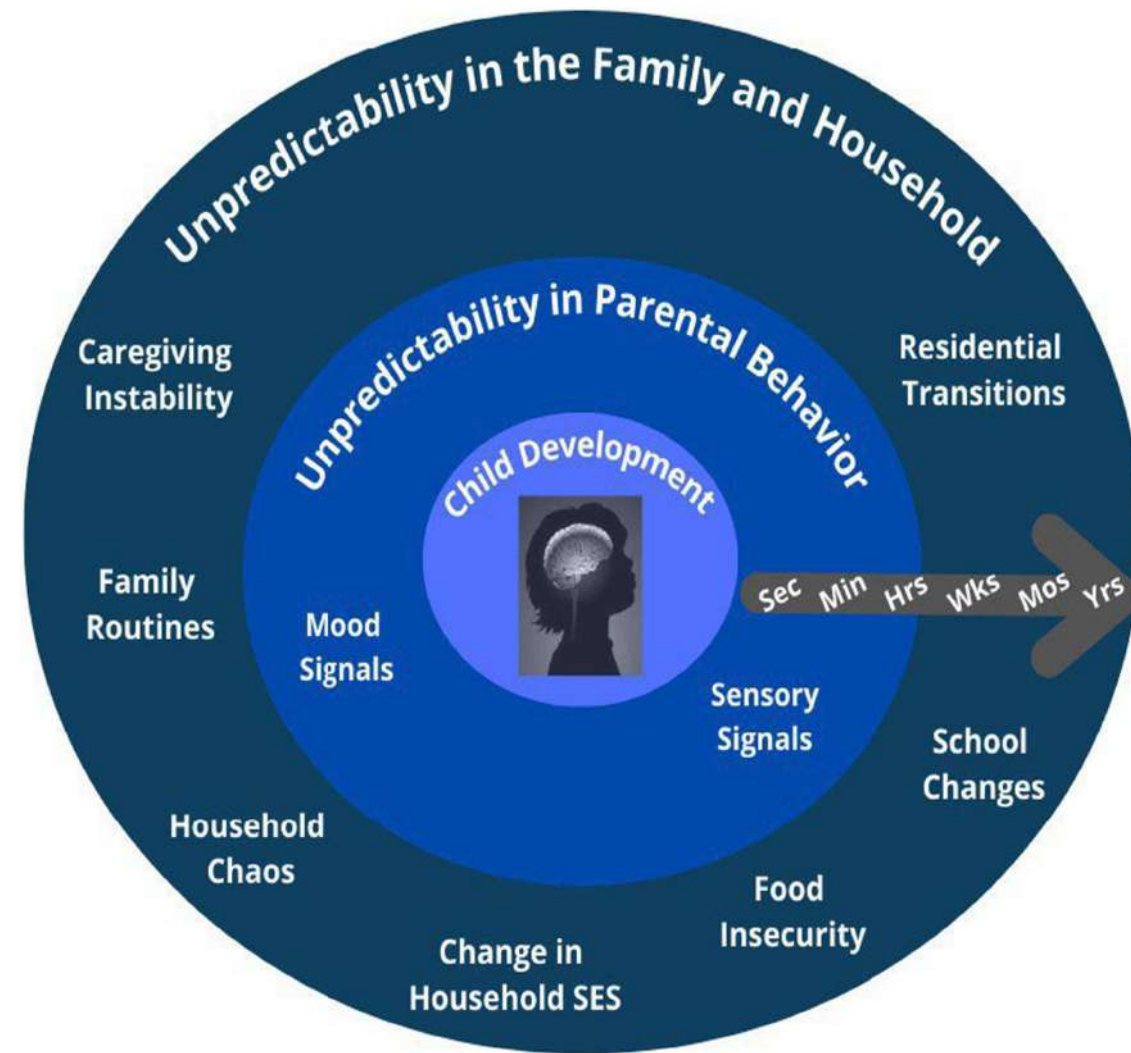 Unpredictability in the Family and Household
Unpredictability in Parental Behavior
Child Development
Caregiving
Instability
Residential
Transitions
Family
Routines
Mood
Signals
Sec Min Hrs Wks Mos Yrs
Sensory
Signals
School
Changes
Household
Chaos
Food
Insecurity
Change in
Household SES